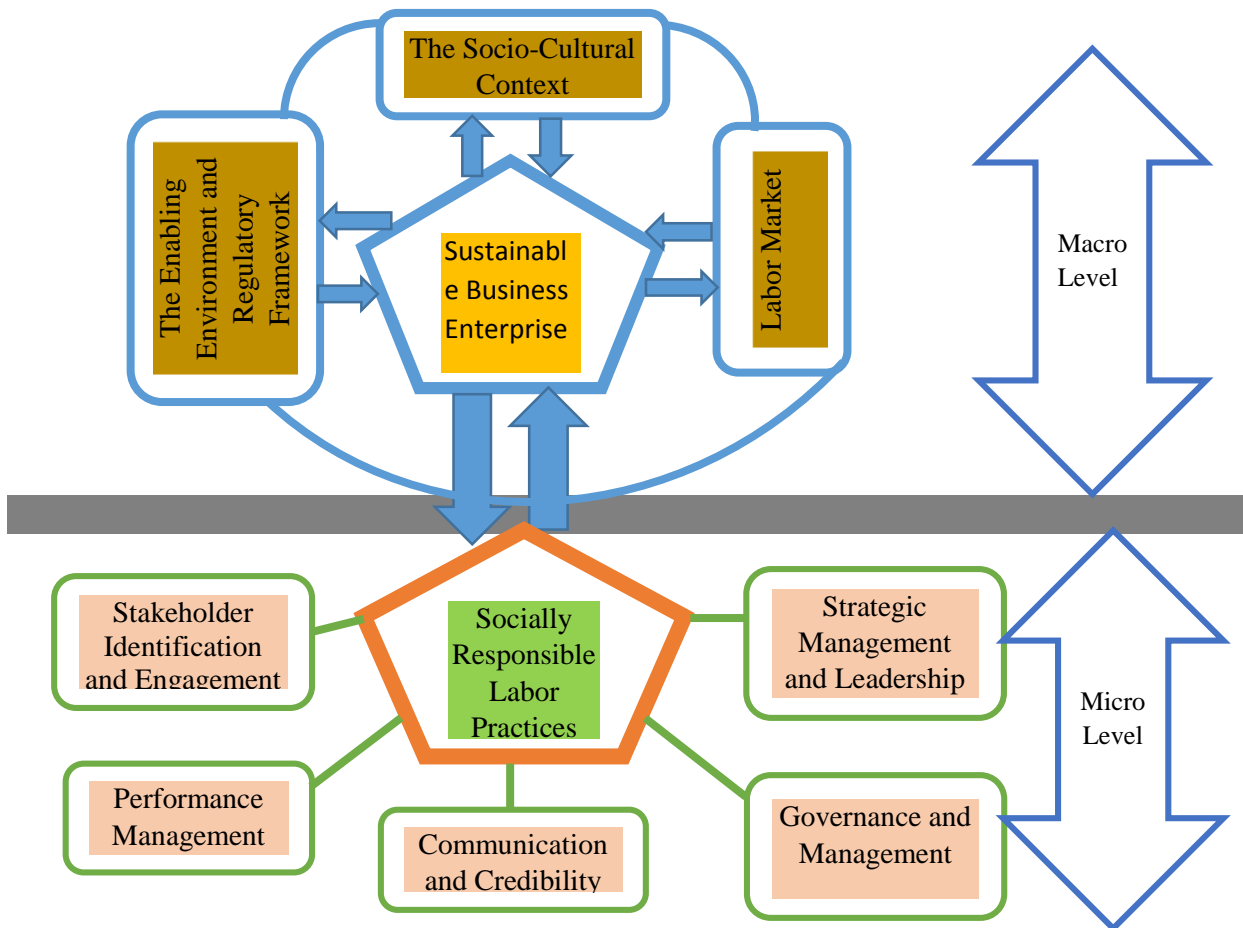 The Socio-Cultural
Context
The Enabling
Environment and
Regulatory
Framework
Sustainabl
e Business
Enterprise
Labor Market
Macro
Level
Stakeholder
Identification
and Engagement
Socially
Responsible
Labor
Practices
Strategic
Management
and Leadership
Micro
Level
Performance
Management
Communication
and Credibility
Governance and
Management